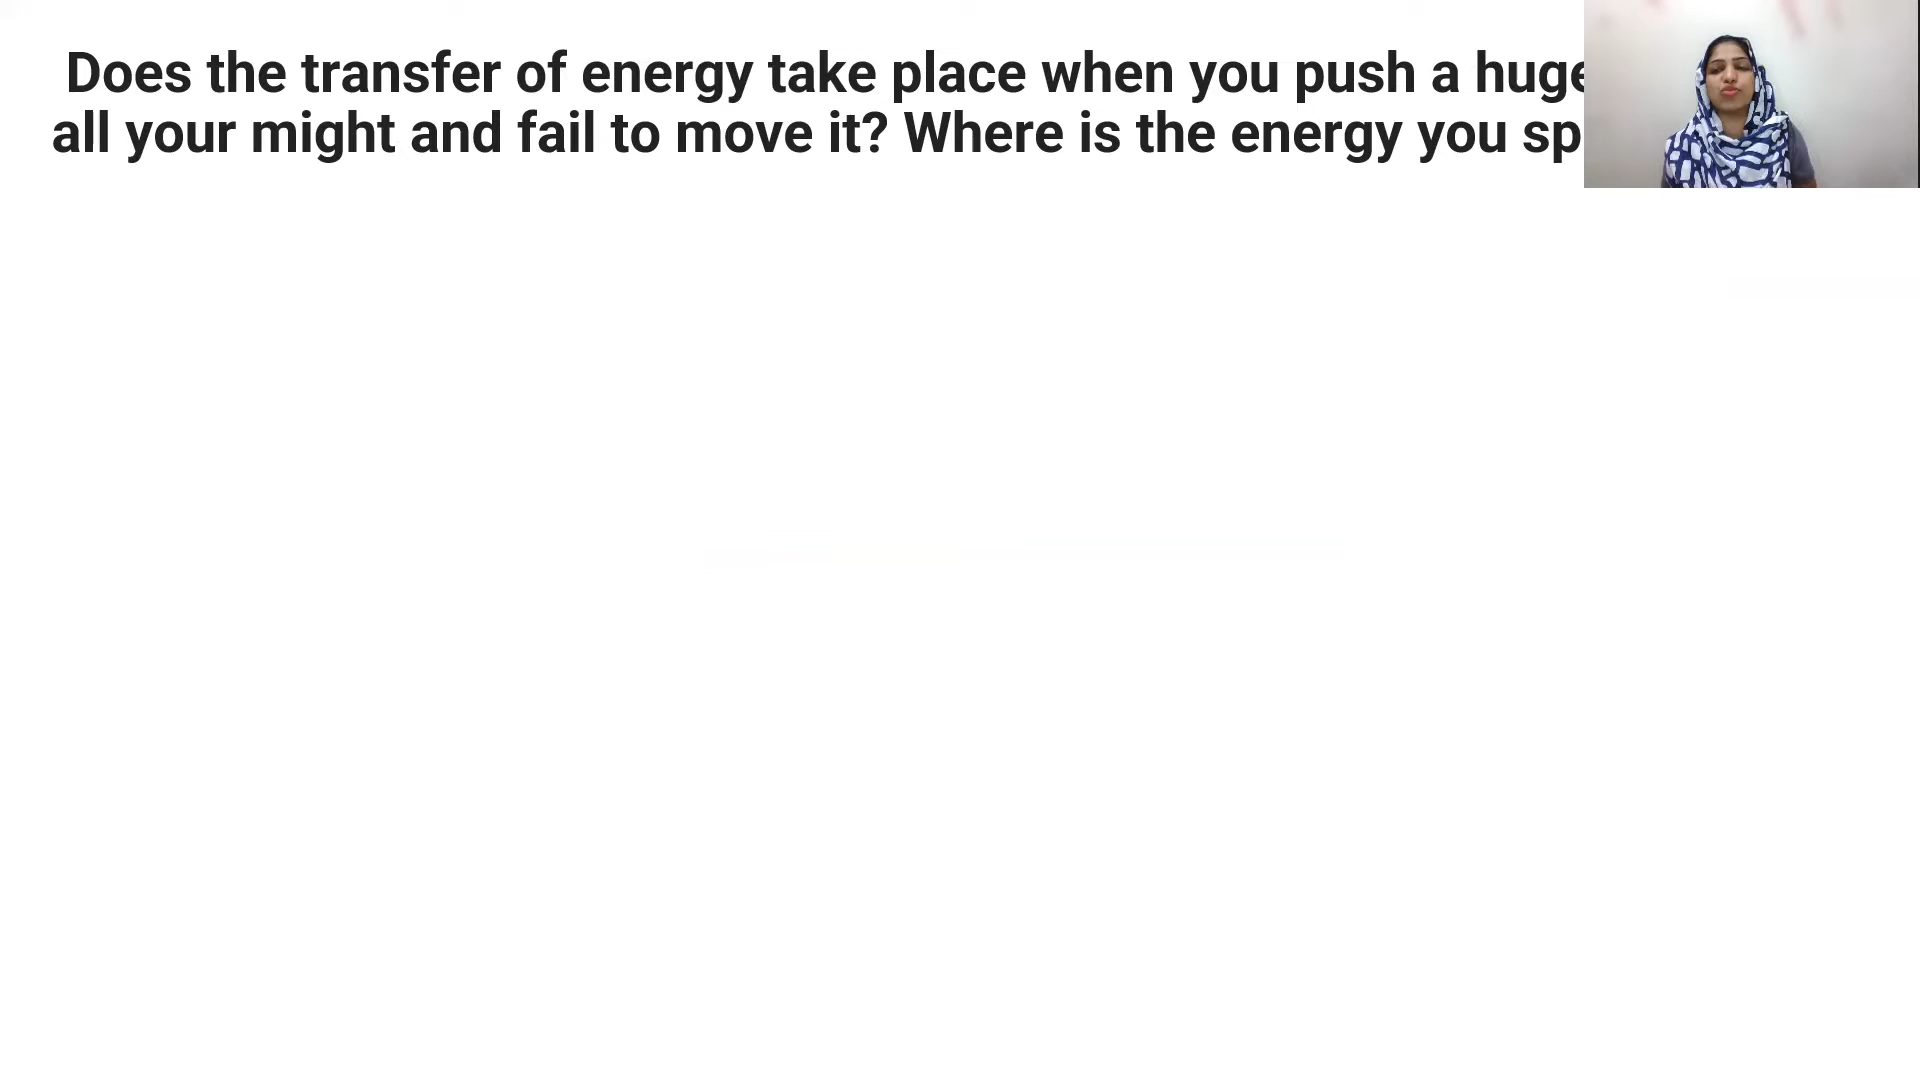 Does the transfer of energy take place when you push a huge
all your might and fail to move it? Where is the energy you sp